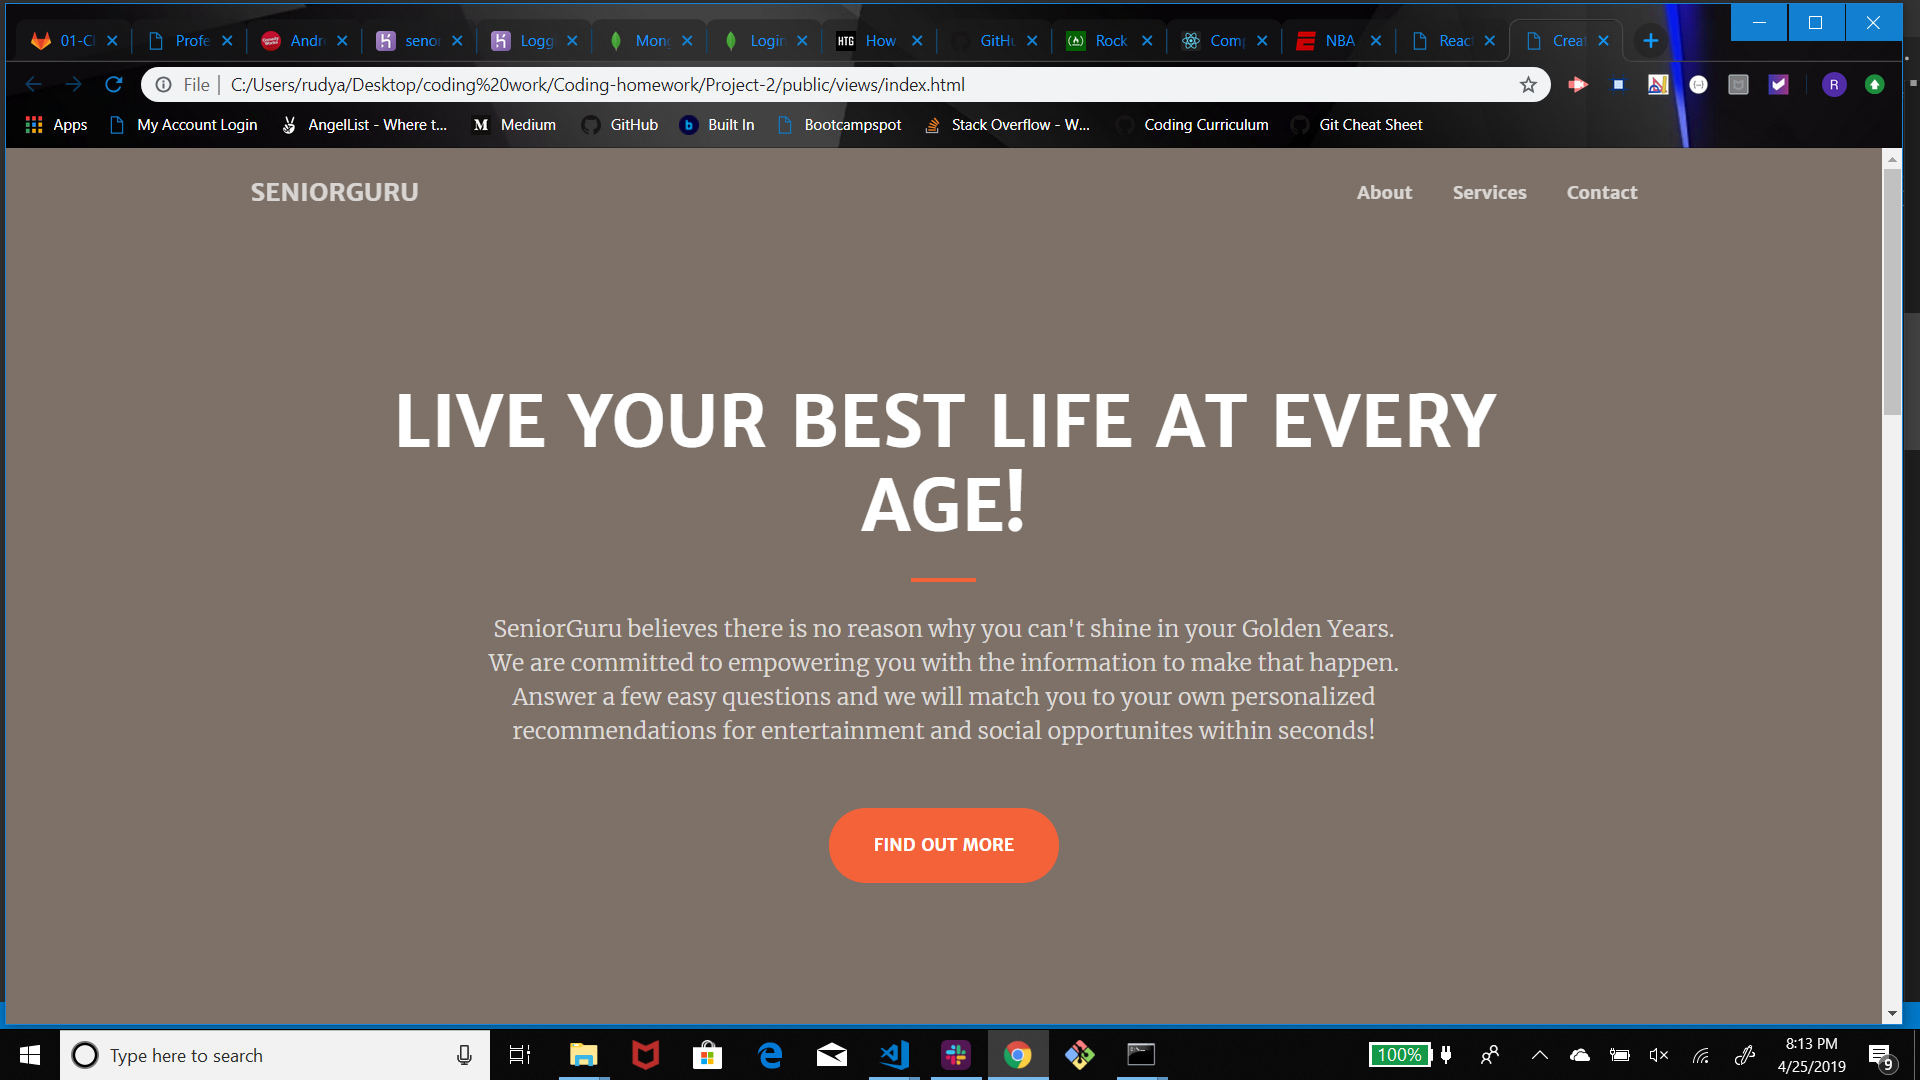 01-Cl
Profe
Andr
senor
Logg
Mong
Login
How
GitHu
Rock
Comp
NBA
React
Creat
File
C:/Users/rudya/Desktop/coding%20work/Coding-homework/Project-2/public/views/index.html
R
Apps
My Account Login
AngelList - Where t...
Medium
GitHub
Built In
Bootcampspot
Stack Overflow - W...
Coding Curriculum
Git Cheat Sheet
SENIORGURU
About
Services
Contact
LIVE YOUR BEST LIFE AT EVERY
AGE!
SeniorGuru believes there is no reason why you can't shine in your Golden Years.
We are committed to empowering you with the information to make that happen.
Answer a few easy questions and we will match you to your own personalized
recommendations for entertainment and social opportunites within seconds!
FIND OUT MORE
Type here to search
100%
8:13 PM
4/25/2019
9